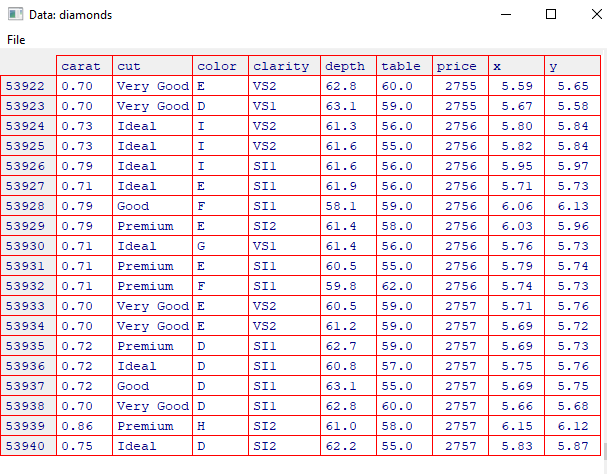 Data: diamonds
File
carat cut color clarity depth table price x y
53922 0.70 Very Good E VS2 62.8 60.0 2755 5.59 5.65
53923 0.70 Very Good D VS1 63.1 59.0 2755 5.67 5.58
53924 0.73 Ideal I VS2 61.3 56.0 2756 5.80 5.84
53925 0.73 Ideal I VS2 61.6 55.0 2756 5.82 5.84
53926 0.79 Ideal I SI1 61.6 56.0 2756 5.95 5.97
53927 0.71 Ideal E SI1 61.9 56.0 2756 5.71 5.73
53928 0.79 Good F SI1 58.1 59.0 2756 6.06 6.13
53929 0.79 Premium E SI2 61.4 58.0 2756 6.03 5.96
53930 0.71 Ideal G VS1 61.4 56.0 2756 5.76 5.73
53931 0.71 Premium E SI1 60.5 55.0 2756 5.79 5.74
53932 0.71 Premium F SI1 59.8 62.0 2756 5.74 5.73
53933 0.70 Very Good E VS2 60.5 59.0 2757 5.71 5.76
53934 0.70 Very Good E VS2 61.2 59.0 2757 5.69 5.72
53935 0.72 Premium D SI1 62.7 59.0 2757 5.69 5.73
53936 0.72 Ideal D SI1 60.8 57.0 2757 5.75 5.76
53937 0.72 Good D SI1 63.1 55.0 2757 5.69 5.75
53938 0.70 Very Good D SI1 62.8 60.0 2757 5.66 5.68
53939 0.86 Premium H SI2 61.0 58.0 2757 6.15 6.12
53940 0.75 Ideal D SI2 62.2 55.0 2757 5.83 5.87